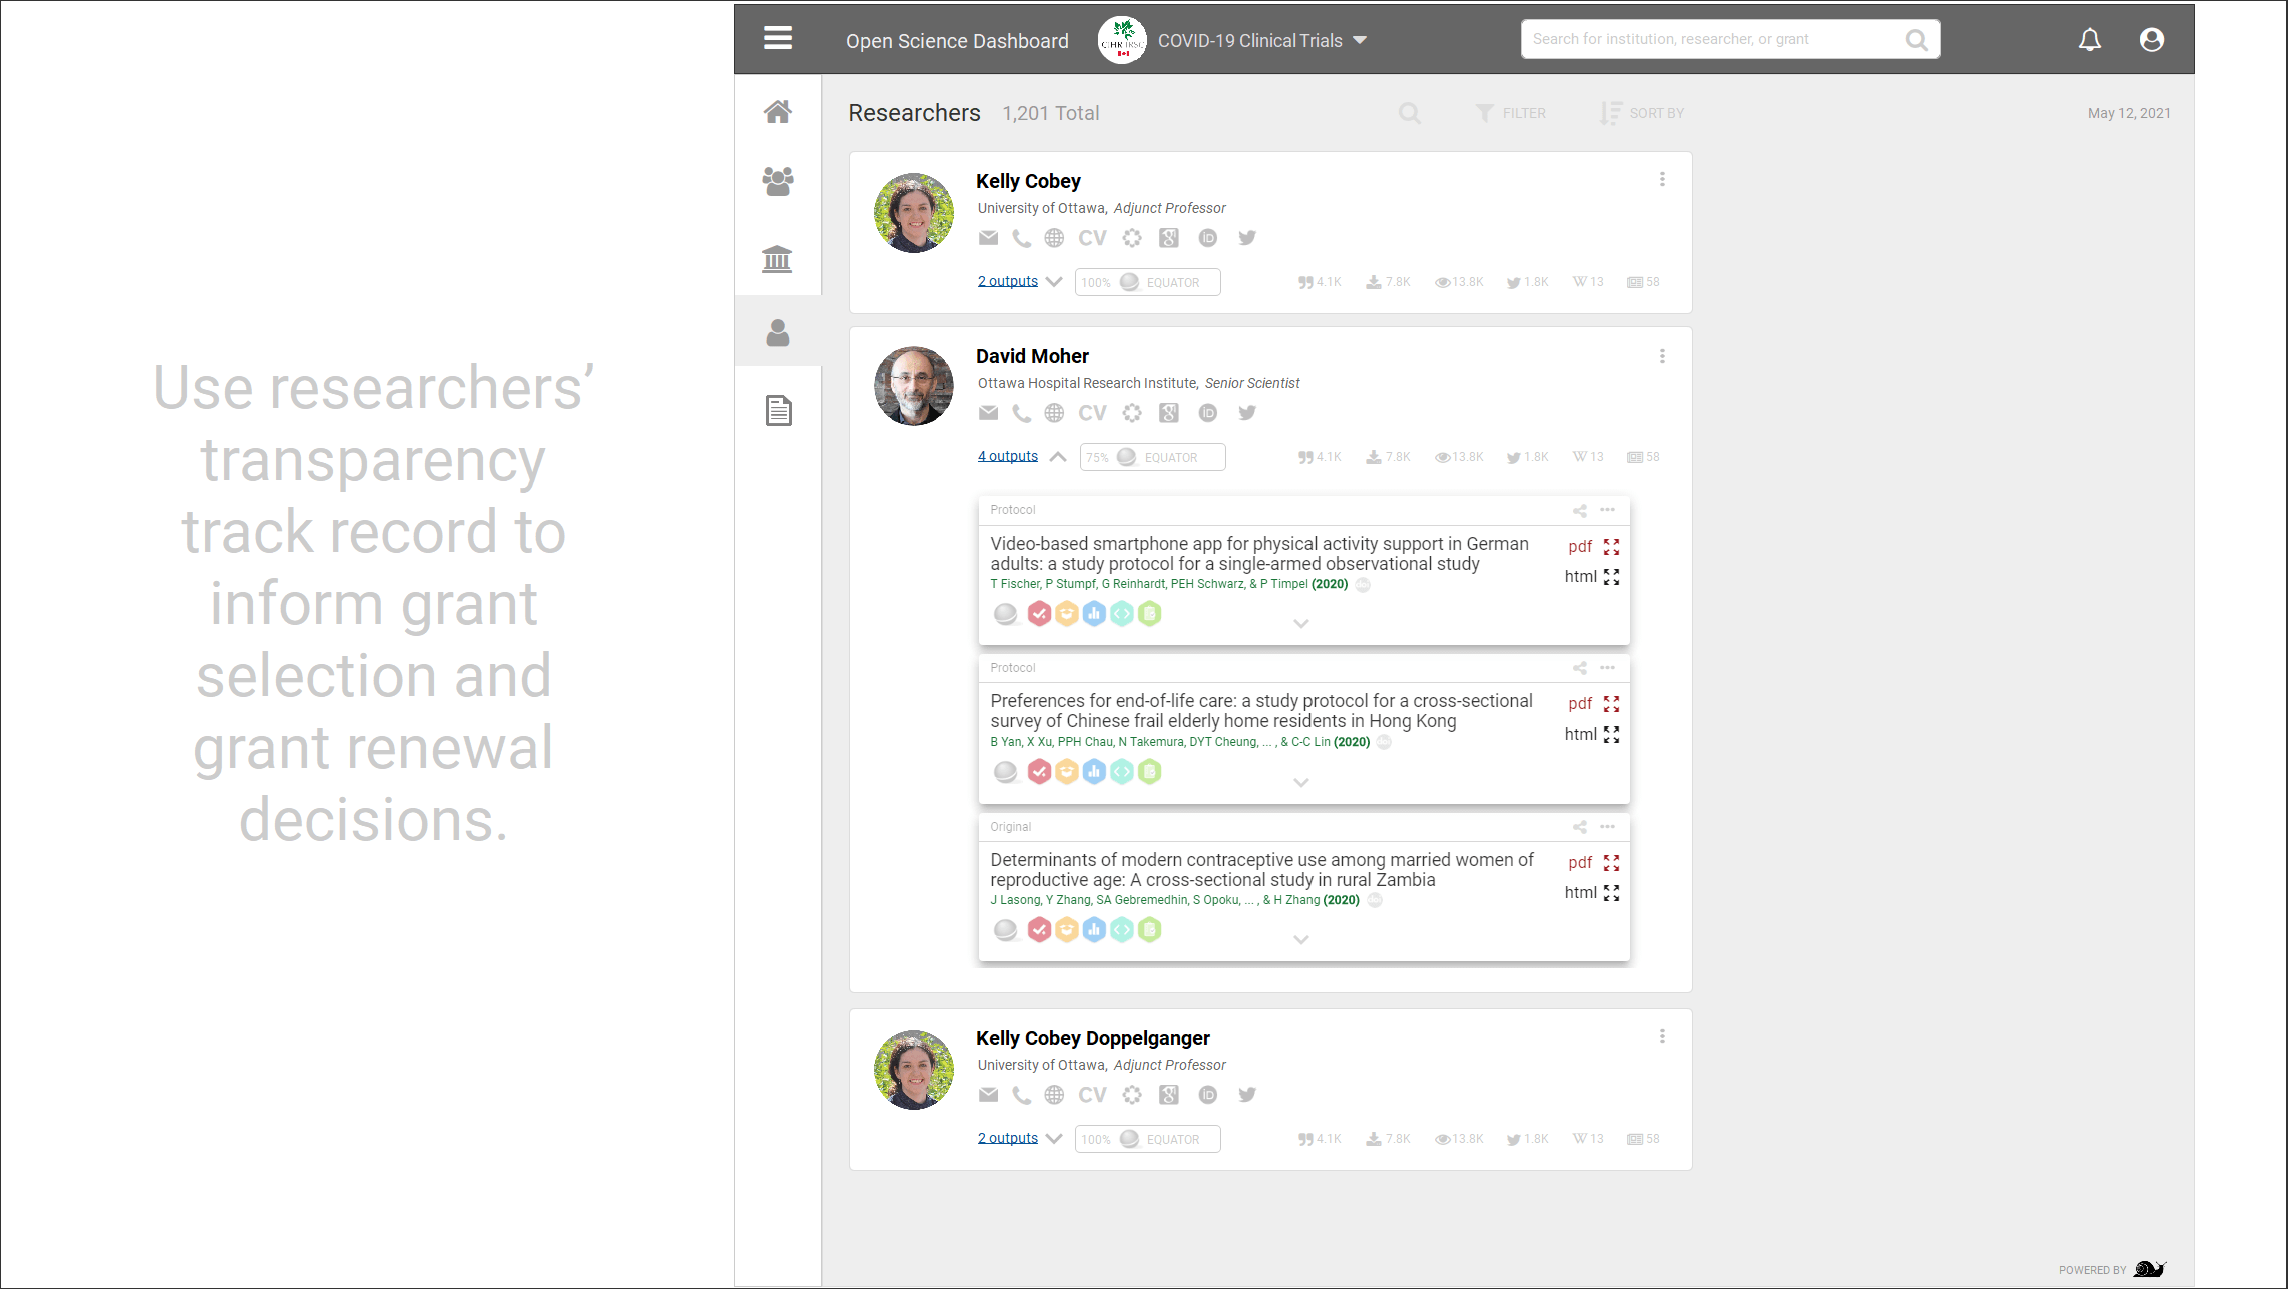 Use researchers’
transparency
track record to
inform grant
selection and
grant renewal
decisions.
Open Science Dashboard
CIHR IRSC
COVID-19 Clinical Trials
Search for institution, researcher, or grant
Researchers 1,201 Total
FILTER
SORT BY
May 12, 2021
Kelly Cobey
University of Ottawa, Adjunct Professor
CV
iD
2 outputs
100% EQUATOR
4.1K 7.8K 13.8K 1.8K W 13 58
David Moher
Ottawa Hospital Research Institute, Senior Scientist
CV
iD
4 outputs
75% EQUATOR
4.1K 7.8K 13.8K 1.8K W 13 58
Protocol
Video-based smartphone app for physical activity support in German
adults: a study protocol for a single-armed observational study
T Fischer, P Stumpf, G Reinhardt, PEH Schwarz, & P Timpel (2020) doi
pdf
html
Protocol
Preferences for end-of-life care: a study protocol for a cross-sectional
survey of Chinese frail elderly home residents in Hong Kong
B Yan, X Xu, PPH Chau, N Takemura, DYT Cheung, ... , & C-C Lin (2020) doi
pdf
html
Original
Determinants of modern contraceptive use among married women of
reproductive age: A cross-sectional study in rural Zambia
J Lasong, Y Zhang, SA Gebremedhin, S Opoku, ... , & H Zhang (2020) doi
pdf
html
Kelly Cobey Doppelganger
University of Ottawa, Adjunct Professor
CV
iD
2 outputs
100% EQUATOR
4.1K 7.8K 13.8K 1.8K W 13 58
POWERED BY